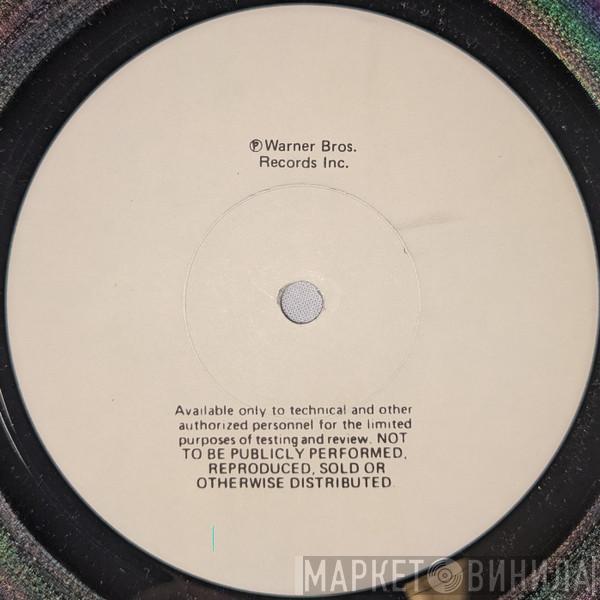 ℗ Warner Bros.
Records Inc.
Available only to technical and other
authorized personnel for the limited
purposes of testing and review. NOT
TO BE PUBLICLY PERFORMED,
REPRODUCED, SOLD OR
OTHERWISE DISTRIBUTED.
МАРКЕТ ВИНИЛА